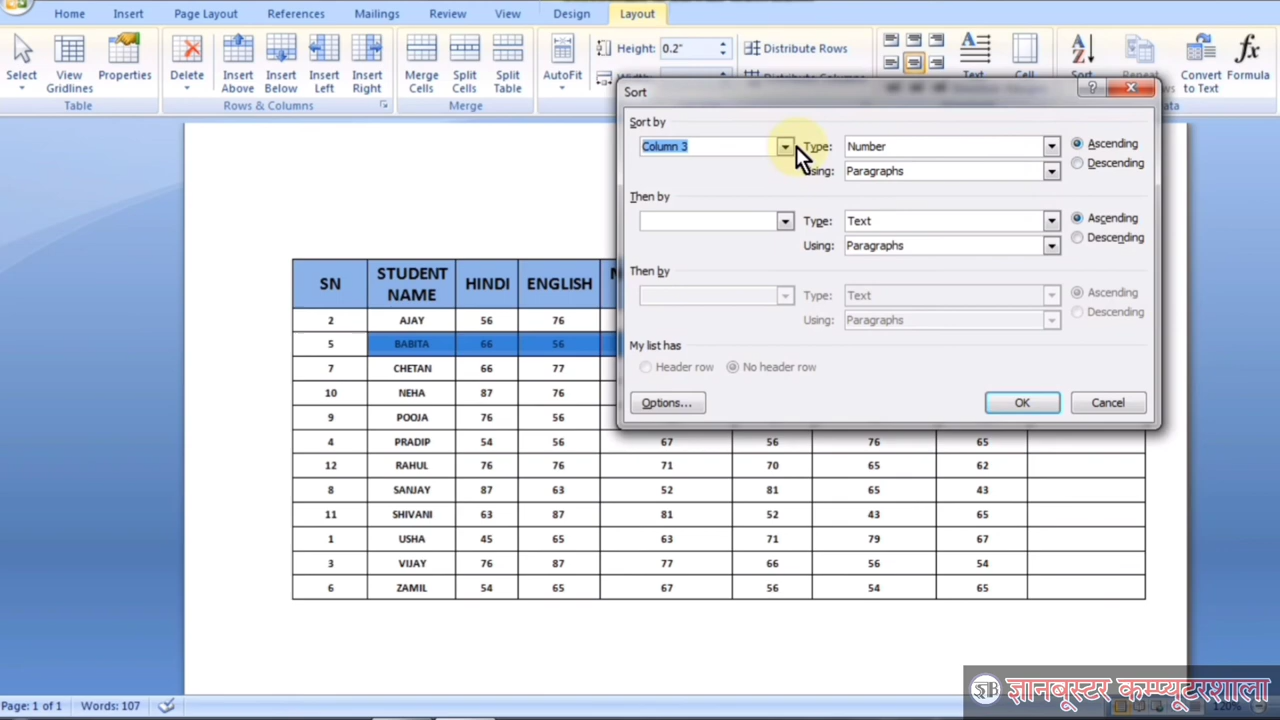 Home Insert Page Layout References Mailings Review View Design Layout
Height: 0.2" Distribute Rows
Select View Gridlines Properties Delete Insert Above Insert Below Insert Left Insert Right Merge Cells Split Cells Split Table AutoFit Convert to Text Formula
Table Rows & Columns Merge
Sort
Sort by
Column 3 Type: Number Ascending
Using: Paragraphs Descending
Then by
Type: Text Ascending
Using: Paragraphs Descending
Then by
Type: Text Ascending
Using: Paragraphs Descending
My list has
Header row No header row
Options... OK Cancel
SN STUDENT NAME HINDI ENGLISH
2 AJAY 56 76
5 BABITA 66 56
7 CHETAN 66 77
10 NEHA 87 76
9 POOJA 76 56
4 PRADIP 54 56 67 56 76 65
12 RAHUL 76 76 71 70 65 62
8 SANJAY 87 63 52 81 65 43
11 SHIVANI 63 87 81 52 43 65
1 USHA 45 65 63 71 79 67
3 VIJAY 76 87 77 66 56 54
6 ZAMIL 54 65 67 56 54 65
ज्ञानबूस्टर कम्प्यूटरशाला
Page: 1 of 1 Words: 107 120%